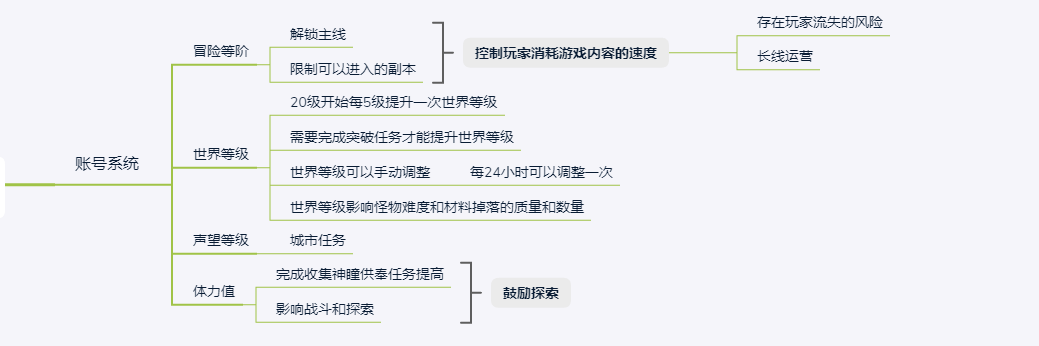 账号系统
冒险等阶
解锁主线
限制可以进入的副本
控制玩家消耗游戏内容的速度
存在玩家流失的风险
长线运营
世界等级
20级开始每5级提升一次世界等级
需要完成突破任务才能提升世界等级
世界等级可以手动调整
每24小时可以调整一次
世界等级影响怪物难度和材料掉落的质量和数量
声望等级
城市任务
体力值
完成收集神瞳供奉任务提高
影响战斗和探索
鼓励探索